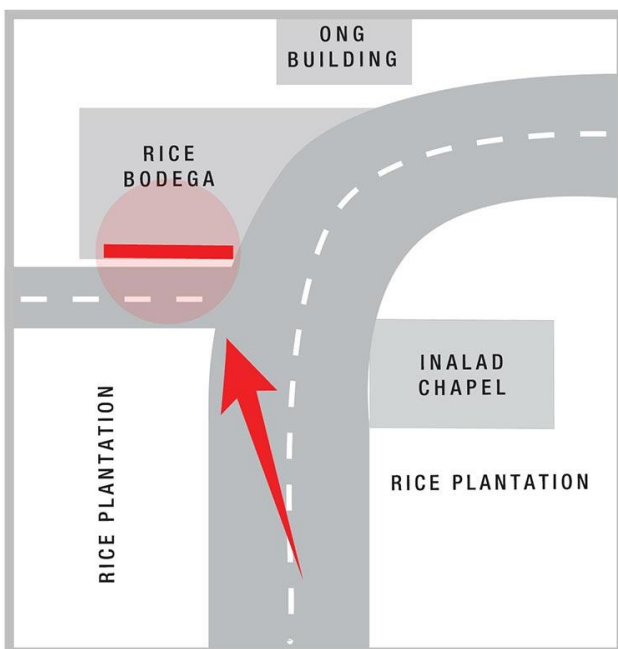 ONG
BUILDING
RICE
BODEGA
INALAD
CHAPEL
RICE PLANTATION
RICE PLANTATION